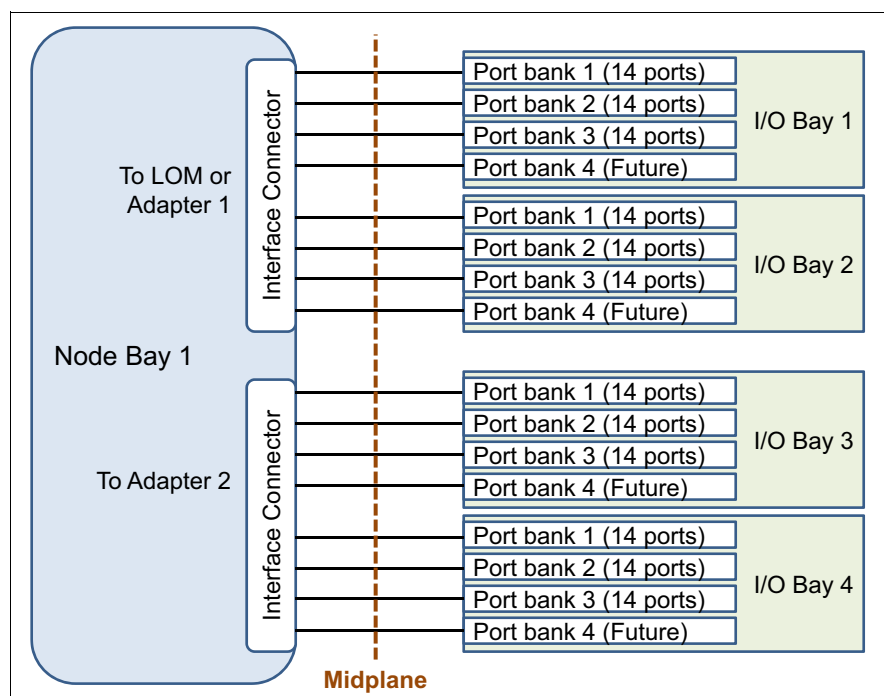 Node Bay 1
To LOM or
Adapter 1
Interface Connector
To Adapter 2
Interface Connector
Midplane
Port bank 1 (14 ports)
Port bank 2 (14 ports)
Port bank 3 (14 ports)
Port bank 4 (Future)
I/O Bay 1
Port bank 1 (14 ports)
Port bank 2 (14 ports)
Port bank 3 (14 ports)
Port bank 4 (Future)
I/O Bay 2
Port bank 1 (14 ports)
Port bank 2 (14 ports)
Port bank 3 (14 ports)
Port bank 4 (Future)
I/O Bay 3
Port bank 1 (14 ports)
Port bank 2 (14 ports)
Port bank 3 (14 ports)
Port bank 4 (Future)
I/O Bay 4